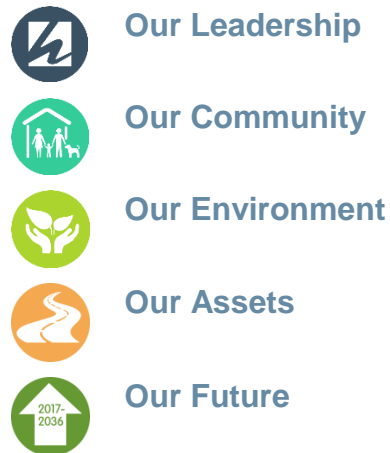 Our Leadership
Our Community
Our Environment
Our Assets
Our Future
2017-
2036